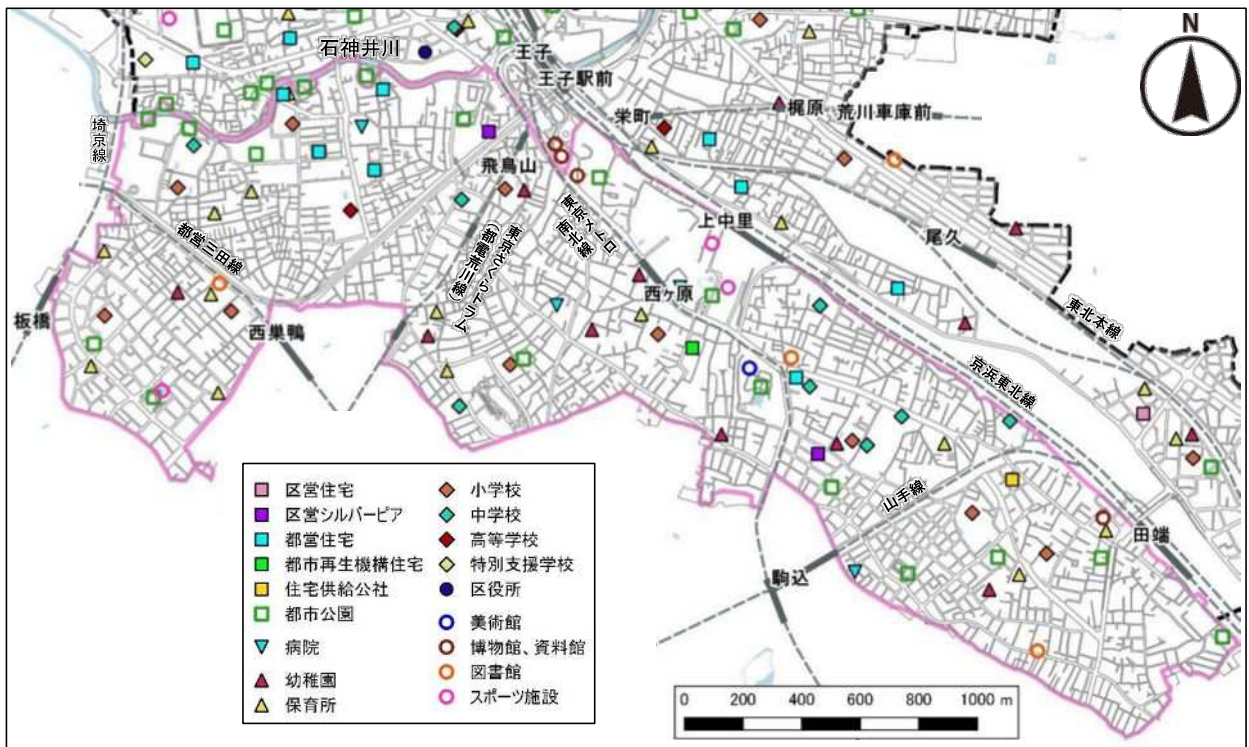 N
石神井川
王子
王子駅前
埼京線
栄町
梶原
荒川車庫前
飛鳥山
東京メトロ
南北線
上中里
尾久
都営三田線
東京さくらトラム
(都電荒川線)
西ヶ原
東北本線
板橋
西巣鴨
京浜東北線
山手線
田端
駒込
区営住宅
区営シルバーピア
都営住宅
都市再生機構住宅
住宅供給公社
都市公園
病院
幼稚園
保育所
小学校
中学校
高等学校
特別支援学校
区役所
美術館
博物館、資料館
図書館
スポーツ施設
0 200 400 600 800 1000 m